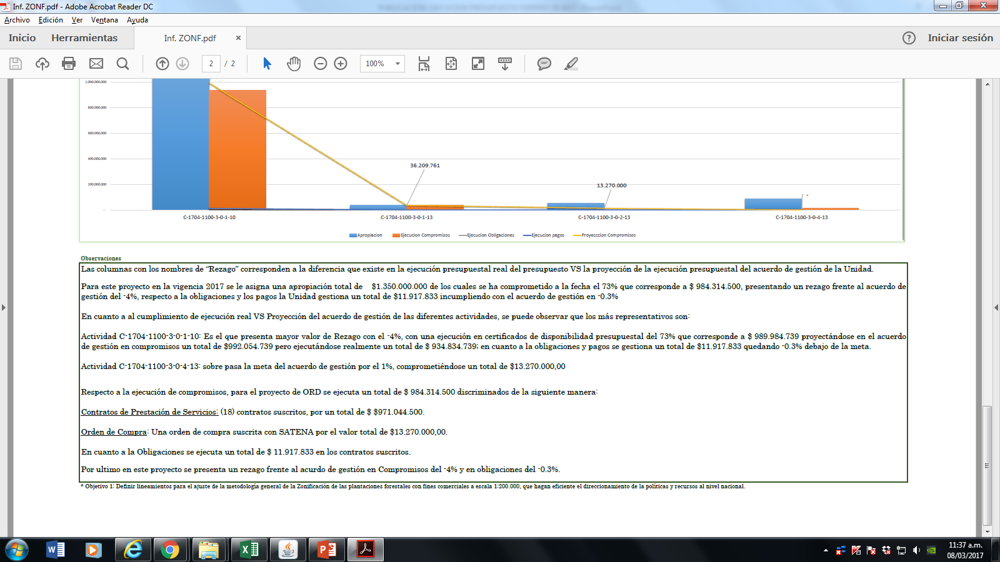 Inf. ZONF.pdf - Adobe Acrobat Reader DC
Archivo Edición Ver Ventana Ayuda
Inicio Herramientas Inf. ZONF.pdf × ? Iniciar sesión
2 / 2 100%
1.000.000.000
800.000.000
600.000.000
400.000.000
200.000.000
-
36.209.761
13.270.000
-
C-1704-1100-3-0-1-10 C-1704-1100-3-0-1-13 C-1704-1100-3-0-2-13 C-1704-1100-3-0-4-13
Apropiacion Ejecucion Compromisos Ejecucion Obligaciones Ejecucion pagos Proyecccion Compromisos
Observaciones
Las columnas con los nombres de “Rezago” corresponden a la diferencia que existe en la ejecución presupuestal real del presupuesto VS la proyección de la ejecución presupuestal del acuerdo de gestión de la Unidad.
Para este proyecto en la vigencia 2017 se le asigna una apropiación total de $1.350.000.000 de los cuales se ha comprometido a la fecha el 73% que corresponde a $ 984.314.500, presentando un rezago frente al acuerdo de
gestión del -4%, respecto a la obligaciones y los pagos la Unidad gestiona un total de $11.917.833 incumpliendo con el acuerdo de gestión en -0.3%
En cuanto a al cumplimiento de ejecución real VS Proyección del acuerdo de gestión de las diferentes actividades, se puede observar que los más representativos son:
Actividad C-1704-1100-3-0-1-10: Es el que presenta mayor valor de Rezago con el -4%, con una ejecución en certificados de disponibilidad presupuestal del 73% que corresponde a $ 989.984.739 proyectándose en el acuerdo
de gestión en compromisos un total de $992.054.739 pero ejecutándose realmente un total de $ 934.834.739; en cuanto a la obligaciones y pagos se gestiona un total de $11.917.833 quedando -0.3% debajo de la meta.
Actividad C-1704-1100-3-0-4-13: sobre pasa la meta del acuerdo de gestión por el 1%, comprometiéndose un total de $13.270.000,00
Respecto a la ejecución de compromisos, para el proyecto de ORD se ejecuta un total de $ 984.314.500 discriminados de la siguiente manera:
Contratos de Prestación de Servicios: (18) contratos suscritos, por un total de $ $971.044.500.
Orden de Compra: Una orden de compra suscrita con SATENA por el valor total de $13.270.000,00.
En cuanto a la Obligaciones se ejecuta un total de $ 11.917.833 en los contratos suscritos.
Por ultimo en este proyecto se presenta un rezago frente al acurdo de gestión en Compromisos del -4% y en obligaciones del -0.3%.
* Objetivo 1: Definir lineamientos para el ajuste de la metodología general de la Zonificación de las plantaciones forestales con fines comerciales a escala 1:200.000, que hagan eficiente el direccionamiento de la políticas y recursos al nivel nacional.
11:37 a.m.
08/03/2017